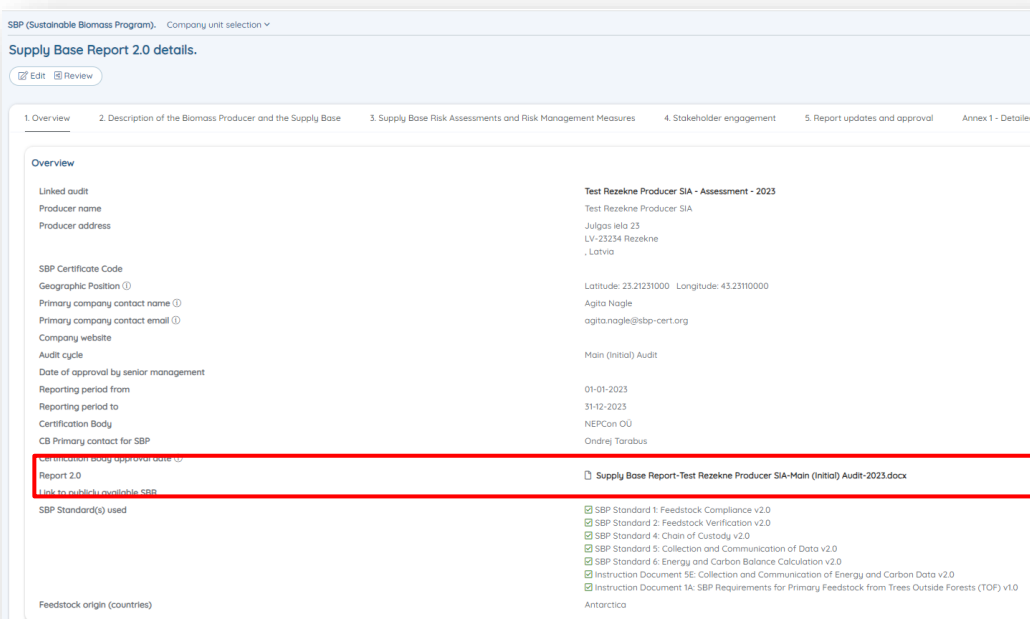 SBP (Sustainable Biomass Program). Company unit selection
Supply Base Report 2.0 details.
Edit Review
1. Overview 2. Description of the Biomass Producer and the Supply Base 3. Supply Base Risk Assessments and Risk Management Measures 4. Stakeholder engagement 5. Report updates and approval Annex 1 - Detailed
Overview
Linked audit Test Rezekne Producer SIA - Assessment - 2023
Producer name Test Rezekne Producer SIA
Producer address Julgas iela 23
LV-23234 Rezekne
, Latvia
SBP Certificate Code
Geographic Position Latitude: 23.21231000 Longitude: 43.23110000
Primary company contact name Agita Nagle
Primary company contact email agita.nagle@sbp-cert.org
Company website
Audit cycle Main (Initial) Audit
Date of approval by senior management
Reporting period from 01-01-2023
Reporting period to 31-12-2023
Certification Body NEPCon OÜ
CB Primary contact for SBP Ondrej Tarabus
Certification Body approval date
Report 2.0 Supply Base Report-Test Rezekne Producer SIA-Main (Initial) Audit-2023.docx
Link to publicly available SBR
SBP Standard(s) used SBP Standard 1: Feedstock Compliance v2.0
SBP Standard 2: Feedstock Verification v2.0
SBP Standard 4: Chain of Custody v2.0
SBP Standard 5: Collection and Communication of Data v2.0
SBP Standard 6: Energy and Carbon Balance Calculation v2.0
Instruction Document 5E: Collection and Communication of Energy and Carbon Data v2.0
Instruction Document 1A: SBP Requirements for Primary Feedstock from Trees Outside Forests (TOF) v1.0
Feedstock origin (countries) Antarctica